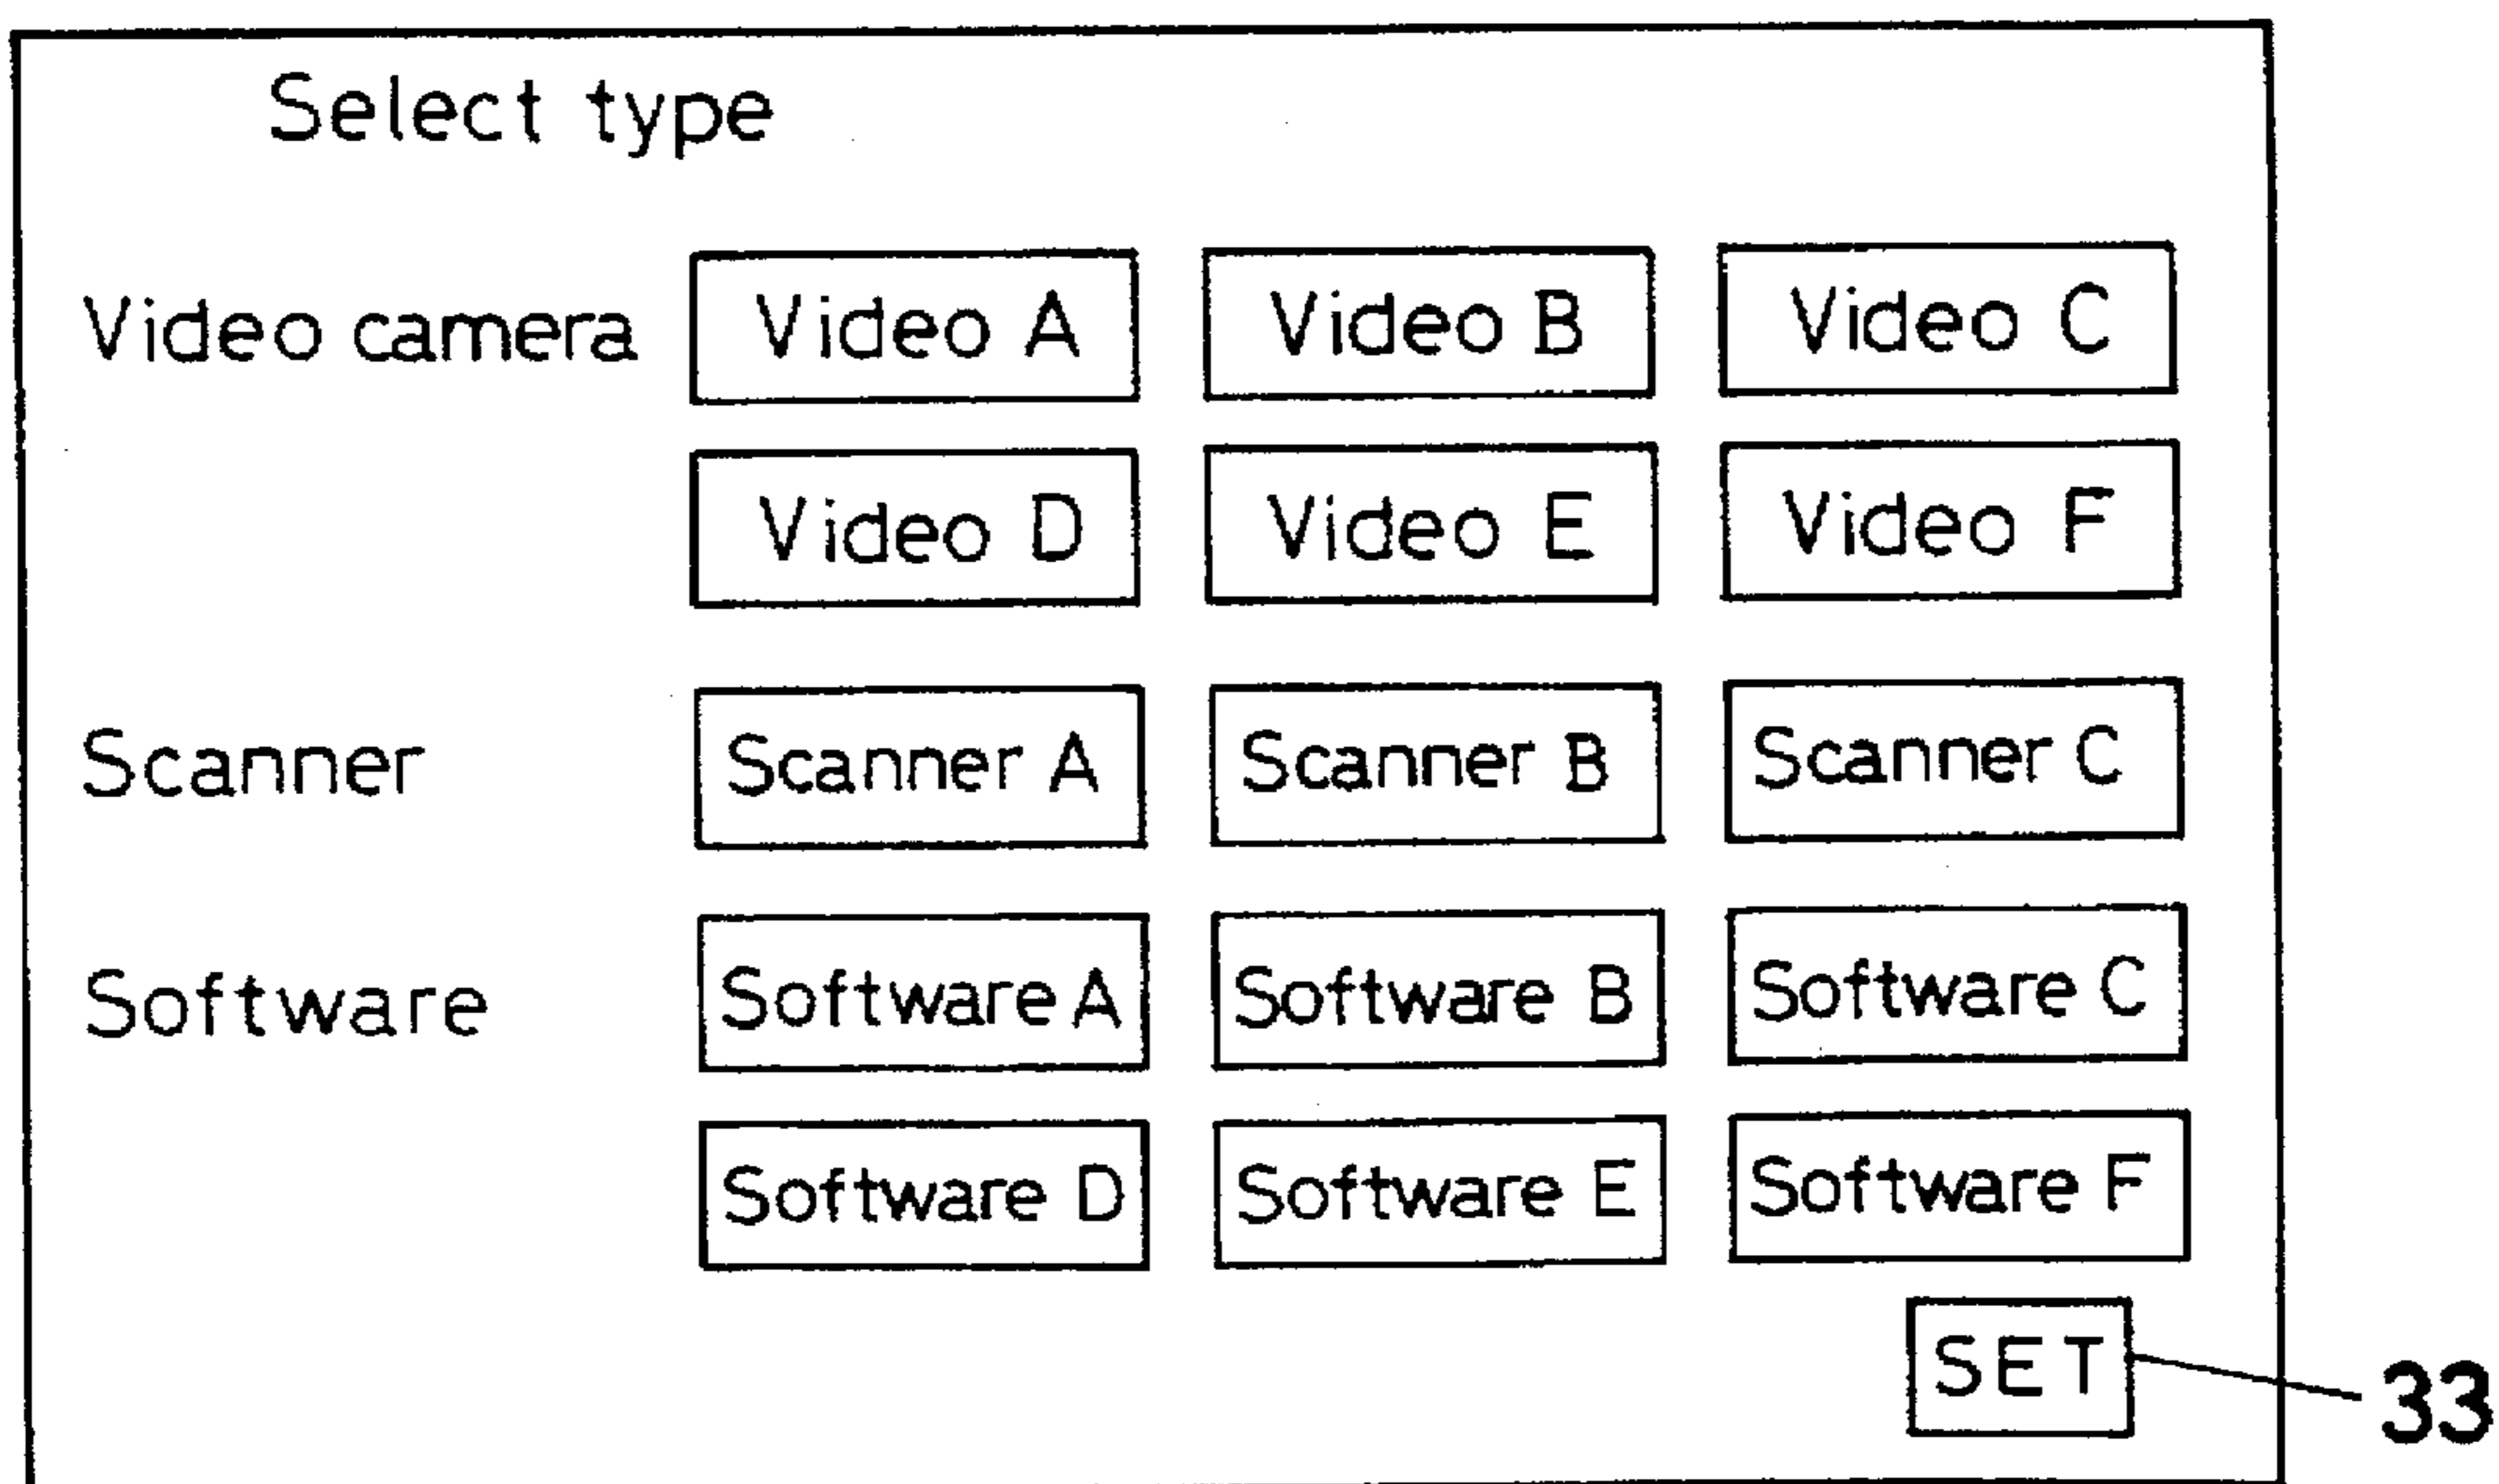 Select type
Video camera Video A Video B Video C
Video D Video E Video F
Scanner Scanner A Scanner B Scanner C
Software Software A Software B Software C
Software D Software E Software F
SET
33